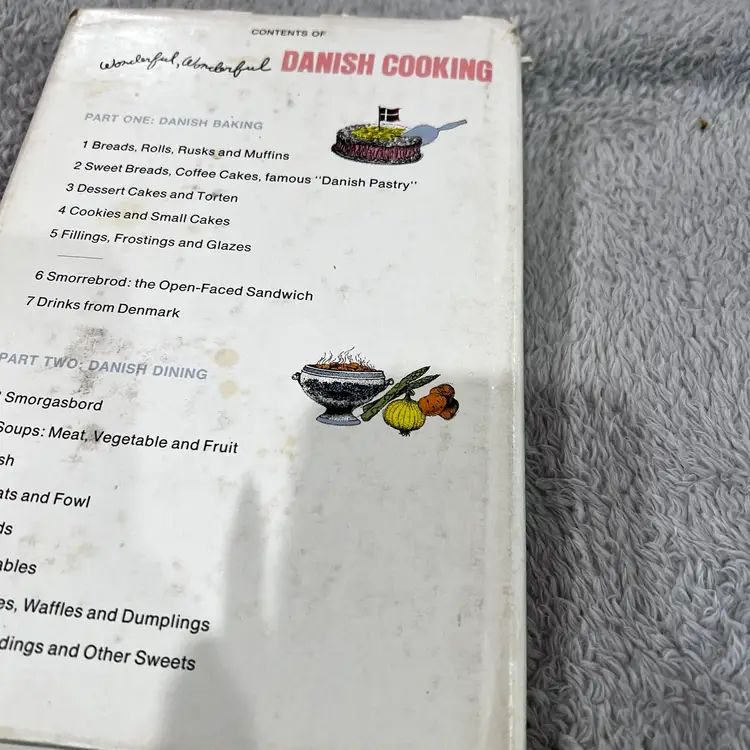 CONTENTS OF
Wonderful, Wonderful DANISH COOKING
PART ONE: DANISH BAKING
1 Breads, Rolls, Rusks and Muffins
2 Sweet Breads, Coffee Cakes, famous "Danish Pastry"
3 Dessert Cakes and Torten
4 Cookies and Small Cakes
5 Fillings, Frostings and Glazes
6 Smorrebrod: the Open-Faced Sandwich
7 Drinks from Denmark
PART TWO: DANISH DINING
Smorgasbord
Soups: Meat, Vegetable and Fruit
sh
ats and Fowl
ds
ables
es, Waffles and Dumplings
dings and Other Sweets